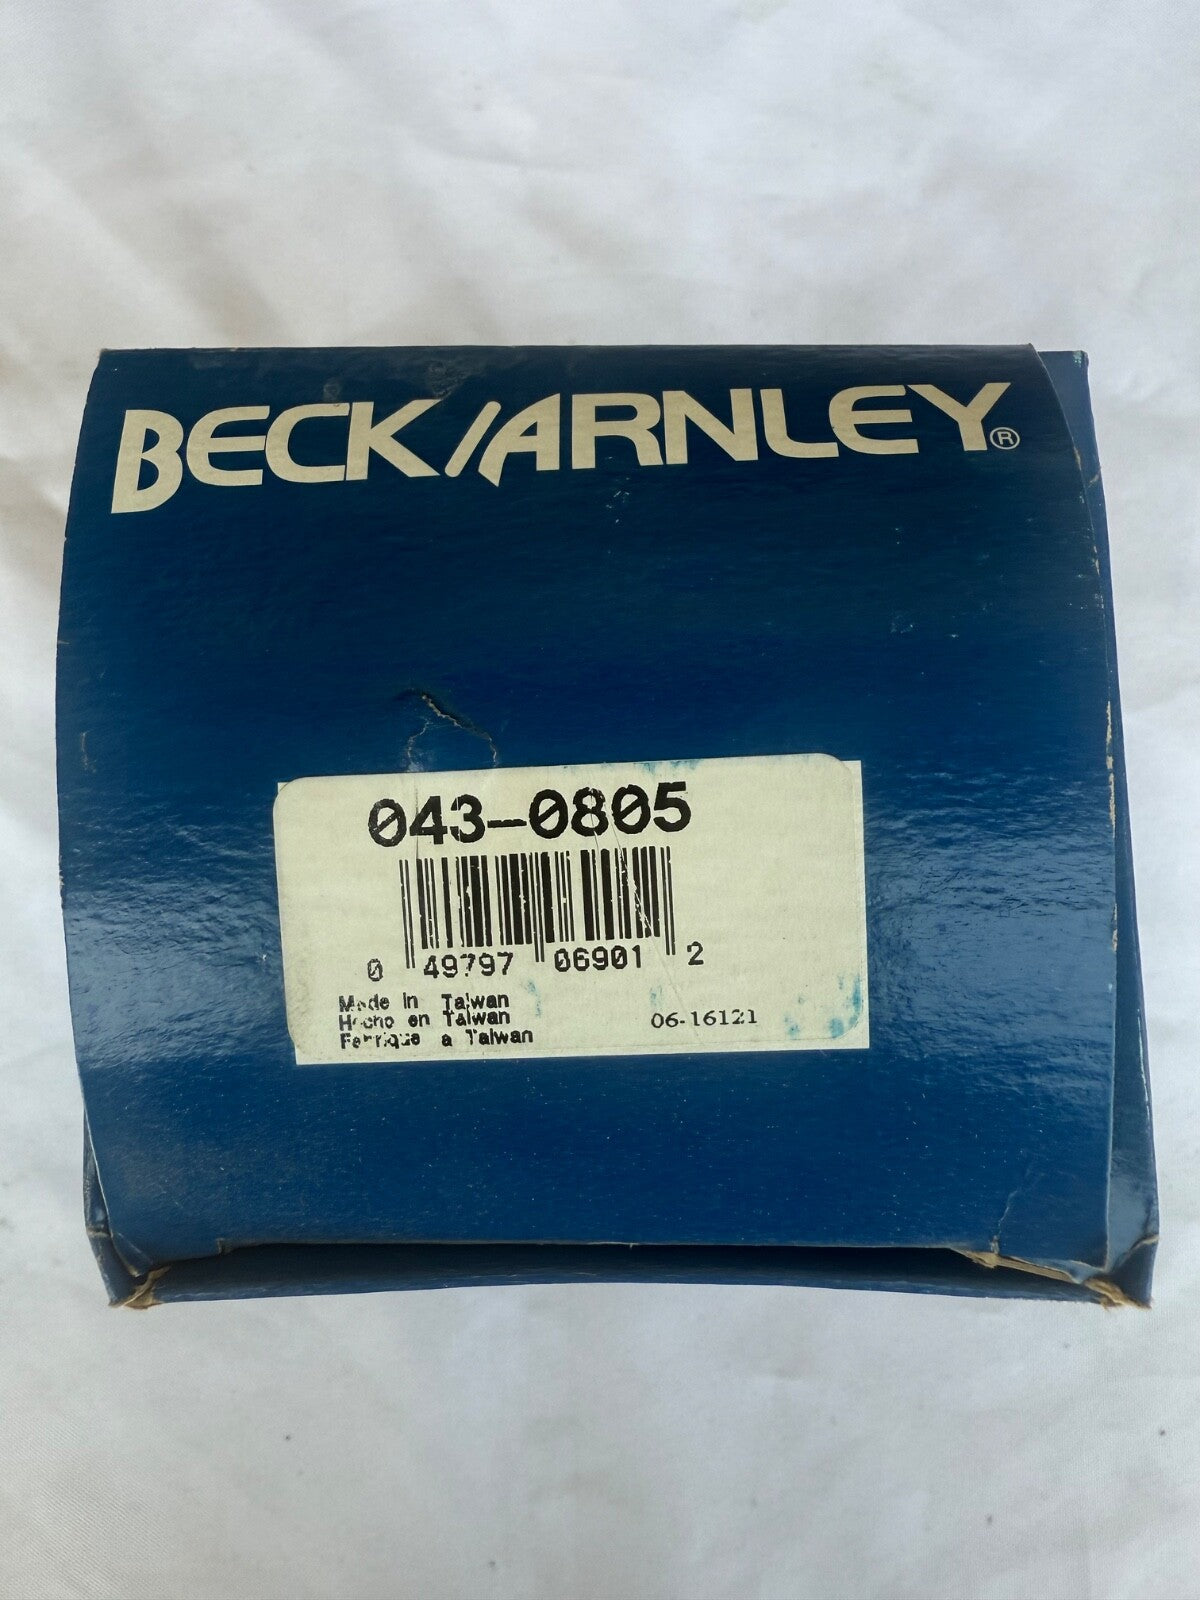 BECK/ARNLEY®
043-0805
0 49797 06901 2
Made in Taiwan
Hecho en Taiwan
06-16121
Fabrique a Taiwan